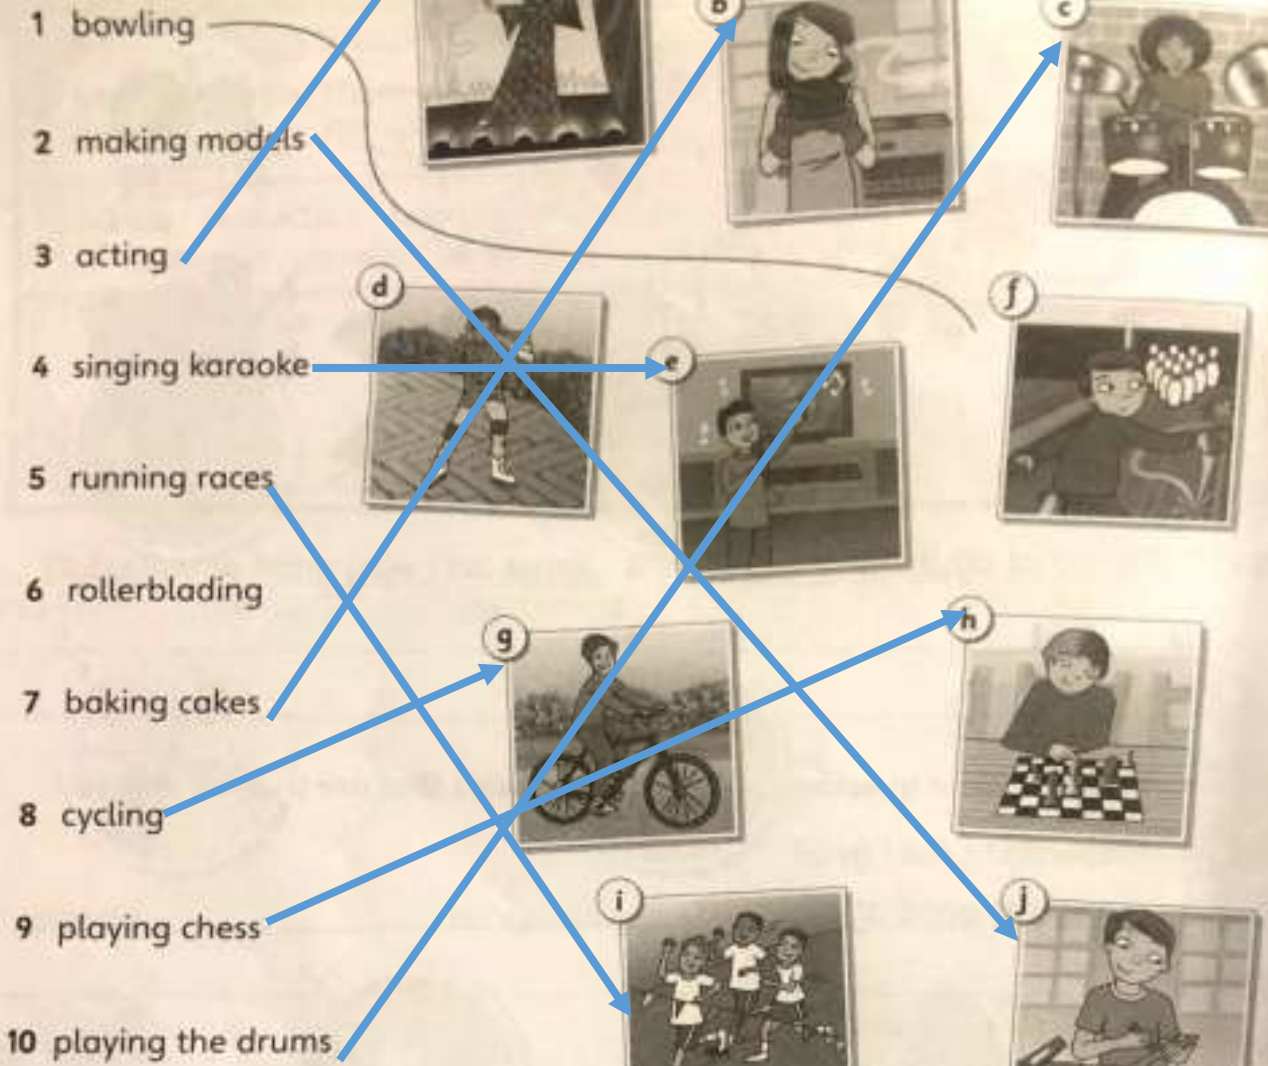 1 bowling
b
c
2 making models
3 acting
d
f
4 singing karaoke
e
5 running races
6 rollerblading
g
h
7 baking cakes
8 cycling
i
j
9 playing chess
10 playing the drums